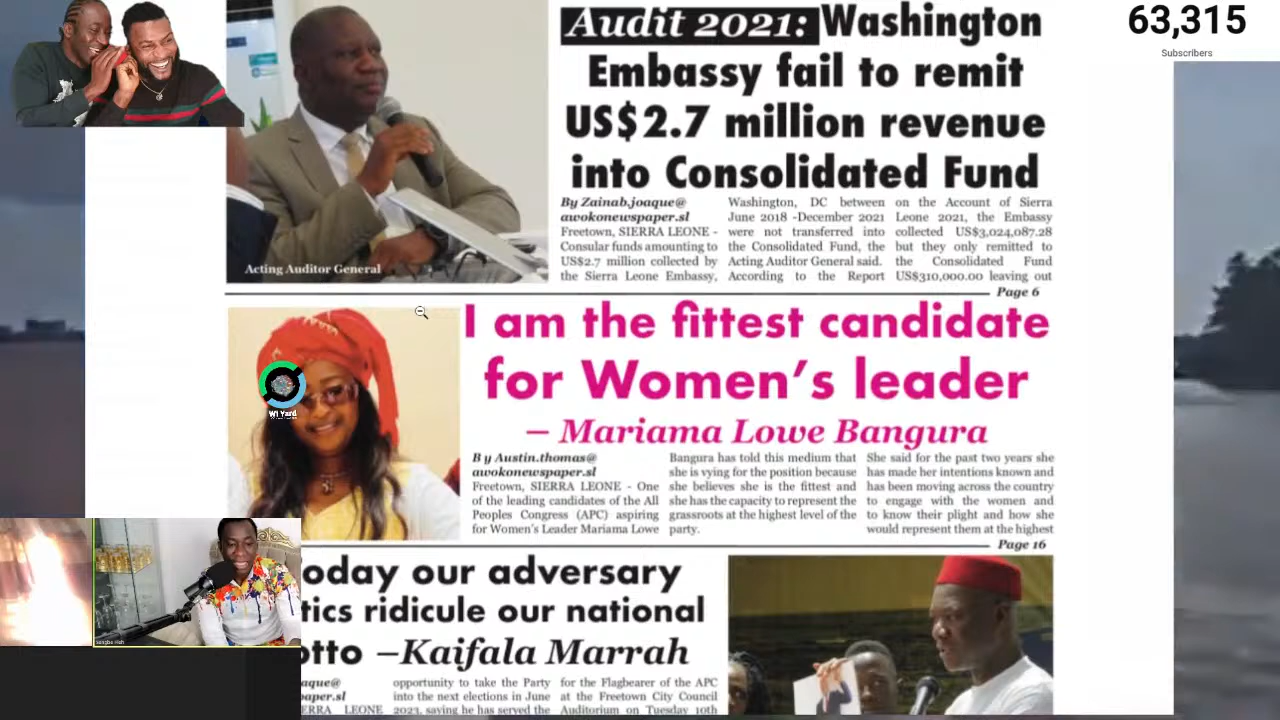 63,315
Subscribers
Audit 2021: Washington
Embassy fail to remit
US$2.7 million revenue
into Consolidated Fund
By Zainab.joaque@
awokonewspaper.sl
Freetown, SIERRA LEONE -
Consular funds amounting to
US$2.7 million collected by
the Sierra Leone Embassy,
Washington, DC between
June 2018 -December 2021
were not transferred into
the Consolidated Fund, the
Acting Auditor General said.
According to the Report
on the Account of Sierra
Leone 2021, the Embassy
collected US$3,024,087.28
but they only remitted to
the Consolidated Fund
US$310,000.00 leaving out
Acting Auditor General
Page 6
I am the fittest candidate
for Women's leader
– Mariama Lowe Bangura
Wi Yard
By Austin.thomas@
awokonewspaper.sl
Freetown, SIERRA LEONE - One
of the leading candidates of the All
Peoples Congress (APC) aspiring
for Women's Leader Mariama Lowe
Bangura has told this medium that
she is vying for the position because
she believes she is the fittest and
she has the capacity to represent the
grassroots at the highest level of the
party.
She said for the past two years she
has made her intentions known and
has been moving across the country
to engage with the women and
to know their plight and how she
would represent them at the highest
Page 16
oday our adversary
tics ridicule our national
otto –Kaifala Marrah
aque@
paper.sl
ERRA LEONE
opportunity to take the Party
into the next elections in June
2023, saying he has served the
for the Flagbearer of the APC
at the Freetown City Council
Auditorium on Tuesday 10th